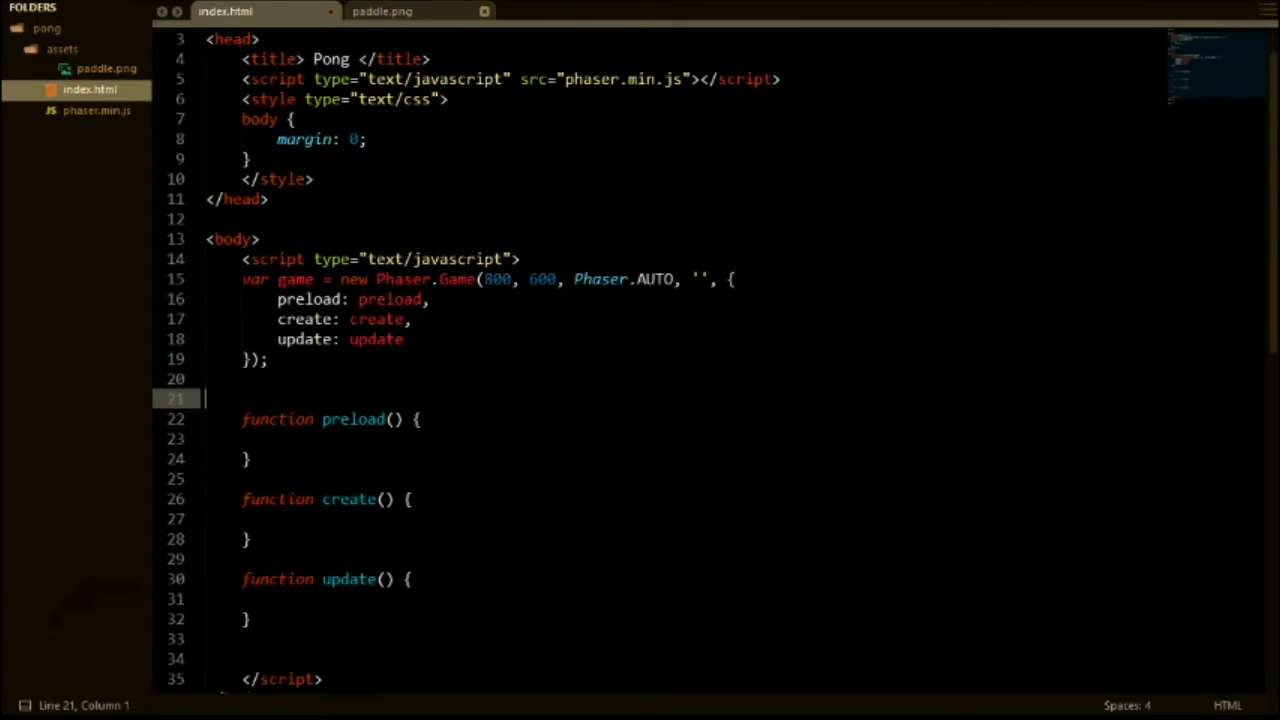 FOLDERS
pong
assets
paddle.png
index.html
phaser.min.js
index.html
paddle.png
3 <head>
4 <title> Pong </title>
5 <script type="text/javascript" src="phaser.min.js"></script>
6 <style type="text/css">
7 body {
8 margin: 0;
9 }
10 </style>
11 </head>
12
13 <body>
14 <script type="text/javascript">
15 var game = new Phaser.Game(800, 600, Phaser.AUTO, '', {
16 preload: preload,
17 create: create,
18 update: update
19 });
20
21
22 function preload() {
23
24 }
25
26 function create() {
27
28 }
29
30 function update() {
31
32 }
33
34
35 </script>
Line 21, Column 1
Spaces: 4
HTML